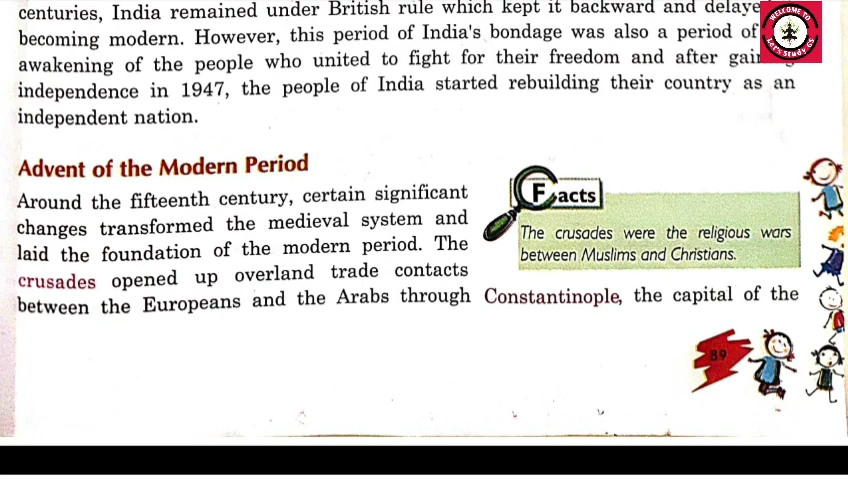 centuries, India remained under British rule which kept it backward and delaye
becoming modern. However, this period of India's bondage was also a period of
awakening of the people who united to fight for their freedom and after gai
independence in 1947, the people of India started rebuilding their country as an
independent nation.
Advent of the Modern Period
Around the fifteenth century, certain significant
changes transformed the medieval system and
laid the foundation of the modern period. The
crusades opened up overland trade contacts
between the Europeans and the Arabs through Constantinople, the capital of the
Facts
The crusades were the religious wars
between Muslims and Christians.
89
WELCOME TO
Let's Study GS